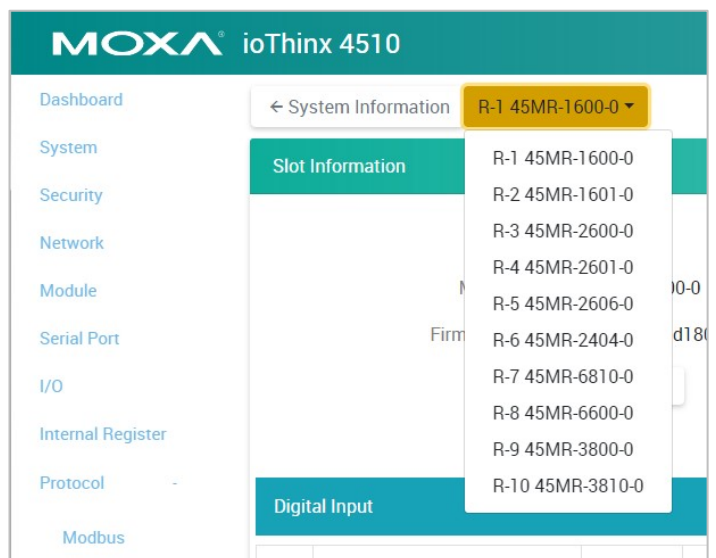 MOXA® ioThinx 4510
Dashboard
System
Security
Network
Module
Serial Port
I/O
Internal Register
Protocol -
Modbus
← System Information
R-1 45MR-1600-0
Slot Information
R-1 45MR-1600-0
R-2 45MR-1601-0
R-3 45MR-2600-0
R-4 45MR-2601-0
R-5 45MR-2606-0
R-6 45MR-2404-0
R-7 45MR-6810-0
R-8 45MR-6600-0
R-9 45MR-3800-0
R-10 45MR-3810-0
Firm
Digital Input